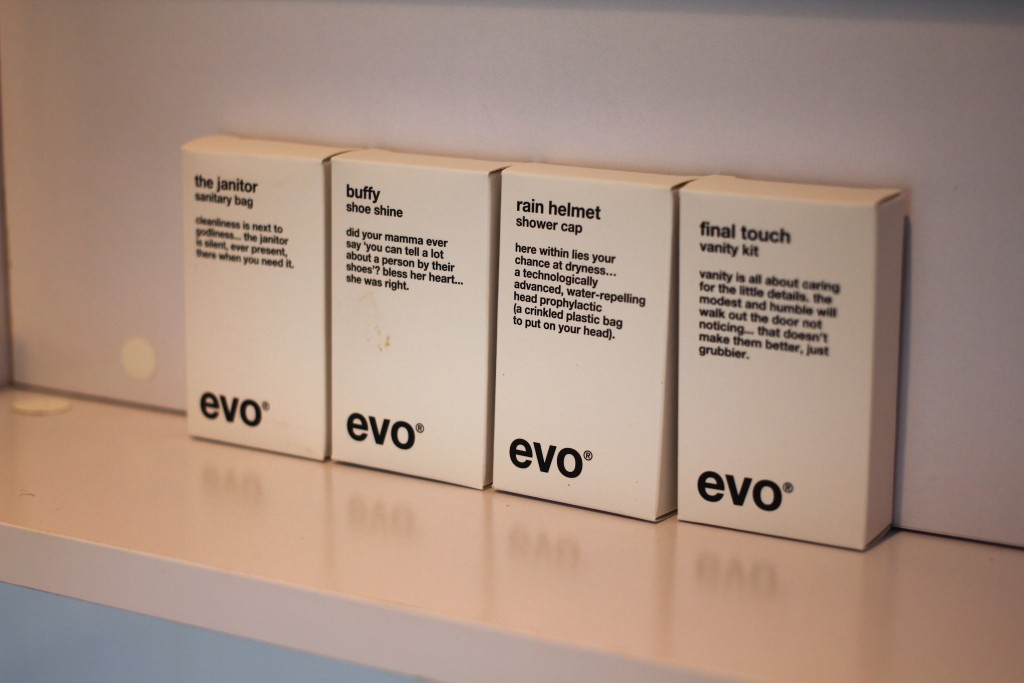 the janitor
sanitary bag
cleanliness is next to
godliness... the janitor
is silent, ever present,
there when you need it.
evo®
buffy
shoe shine
did your mamma ever
say 'you can tell a lot
about a person by their
shoes'? bless her heart...
she was right.
evo®
rain helmet
shower cap
here within lies your
chance at dryness...
a technologically
advanced, water-repelling
head prophylactic
(a crinkled plastic bag
to put on your head).
evo®
final touch
vanity kit
vanity is all about caring
for the little details. the
modest and humble will
walk out the door not
noticing... that doesn't
make them better, just
grubbier.
evo®